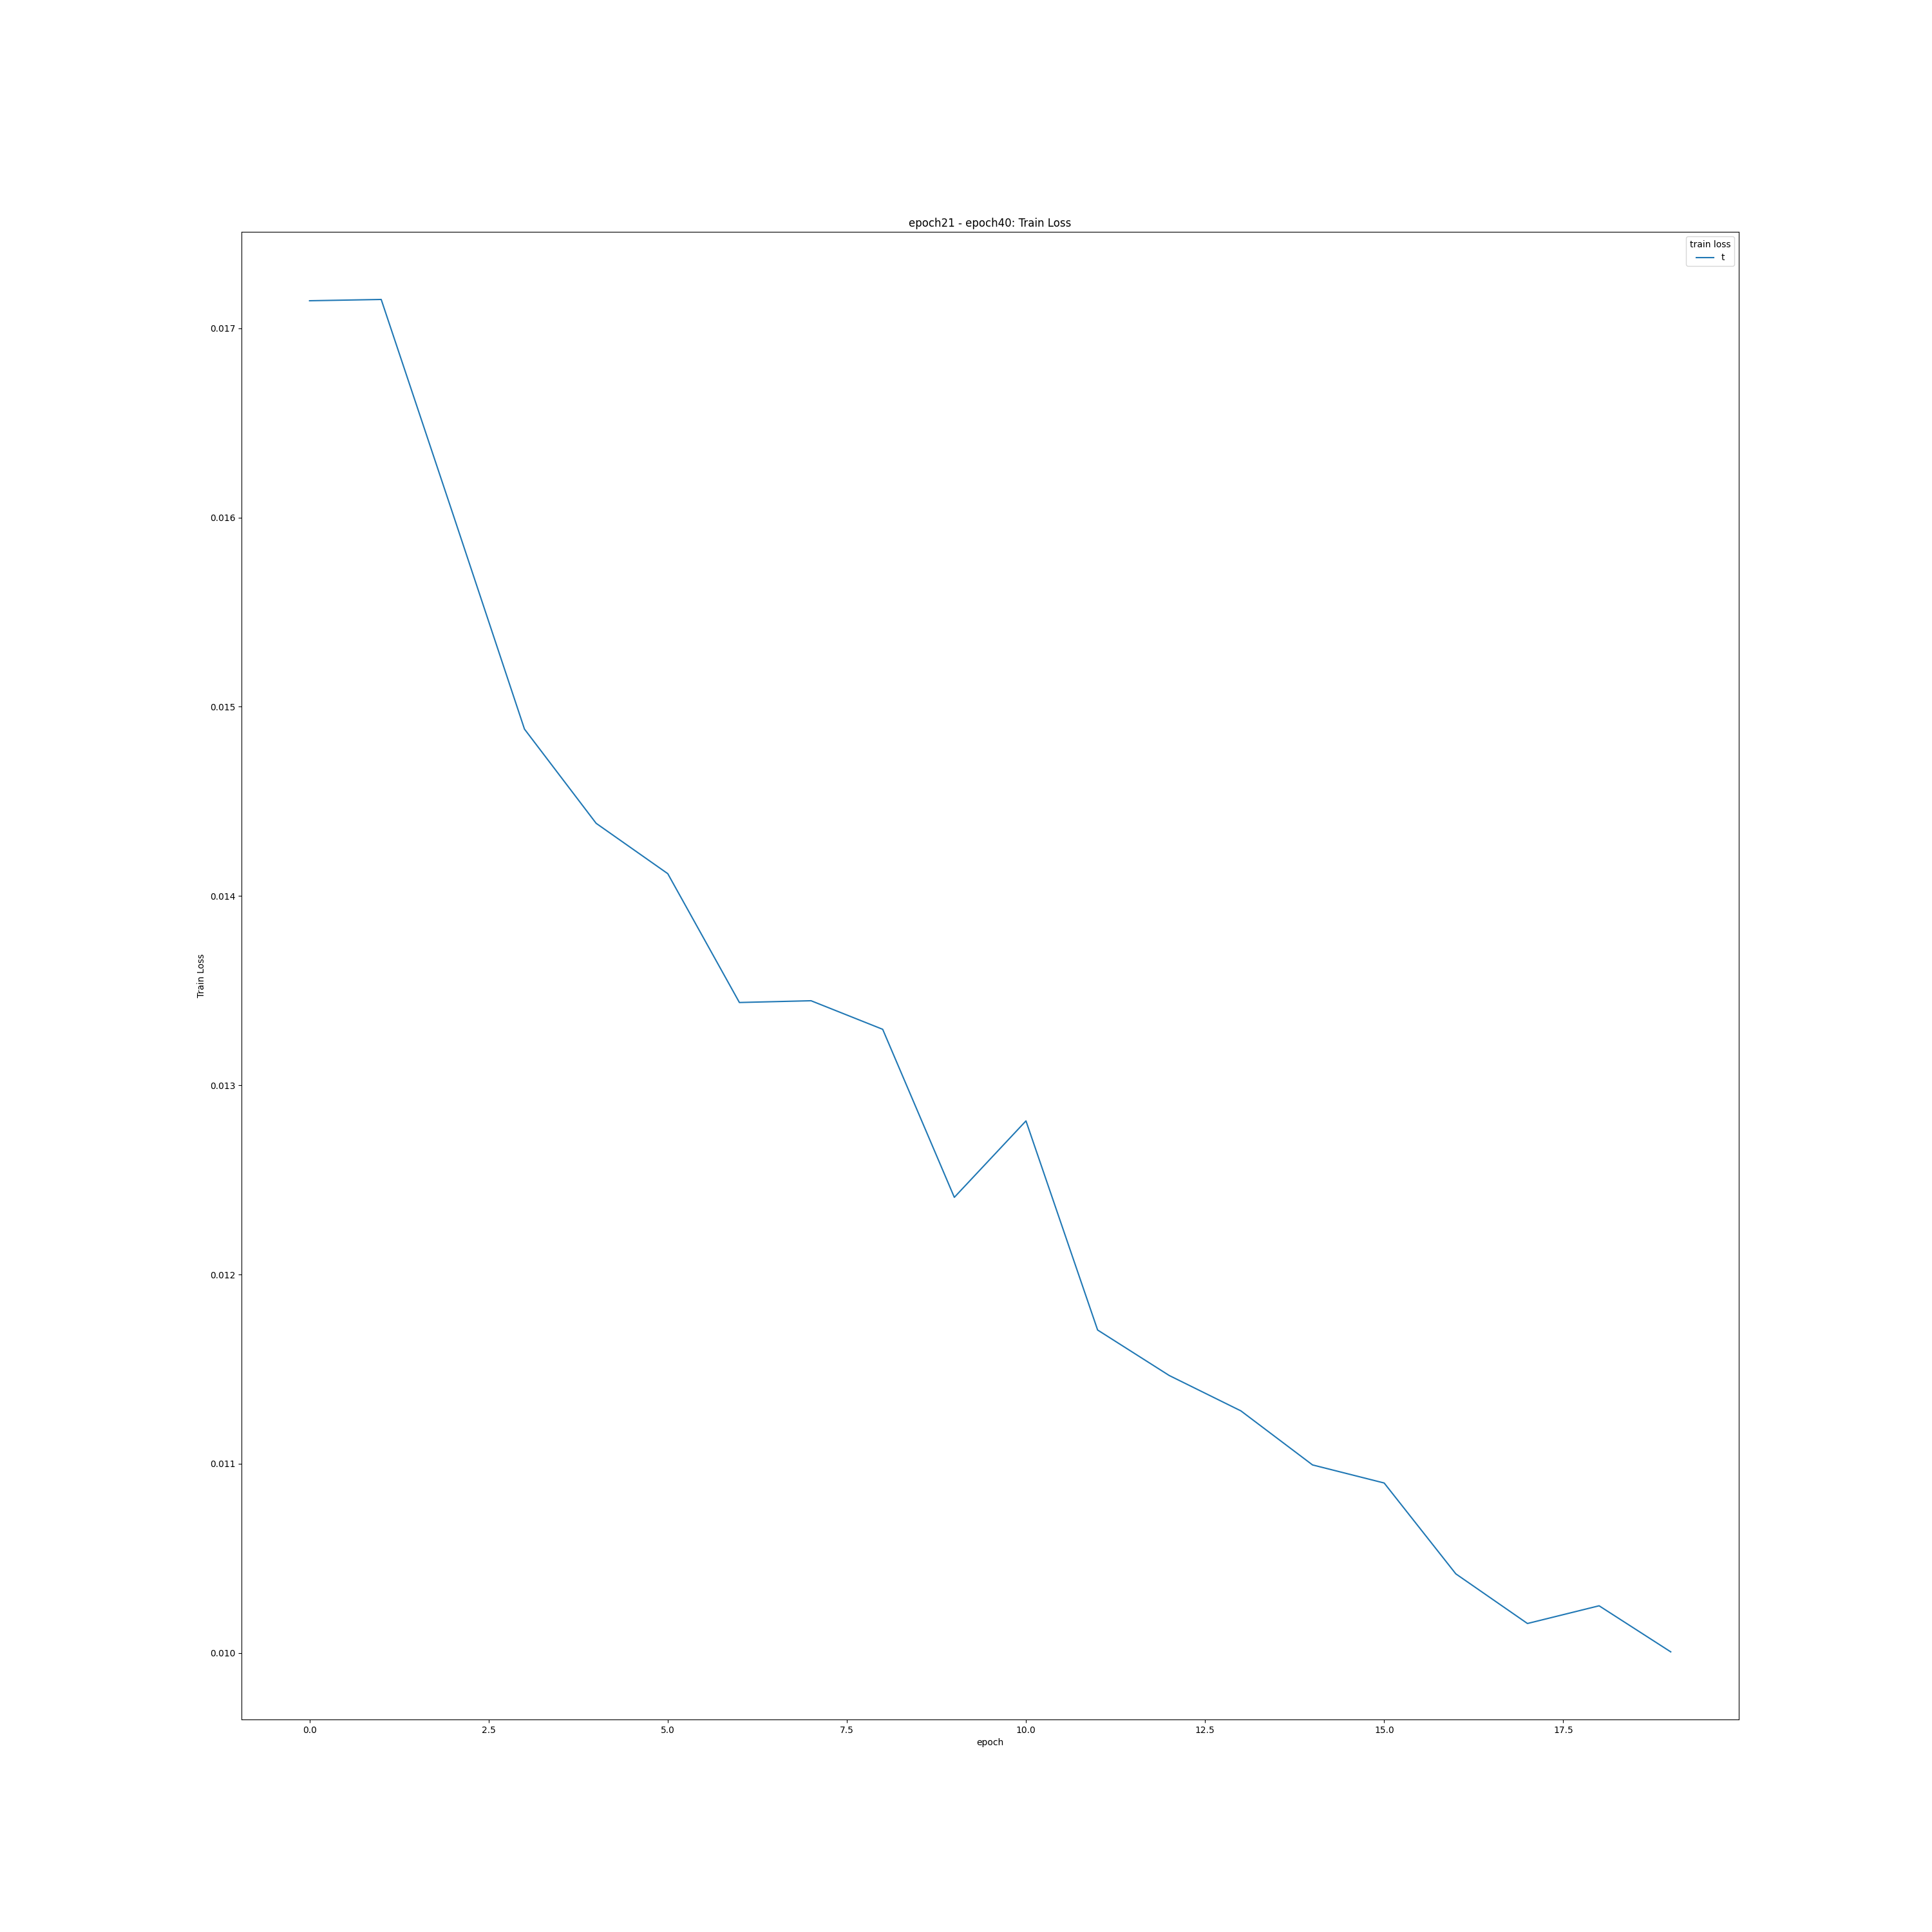 epoch21 - epoch40: Train Loss
train loss
t
0.017
0.016
0.015
0.014
0.013
0.012
0.011
0.010
Train Loss
0.0 2.5 5.0 7.5 10.0 12.5 15.0 17.5
epoch